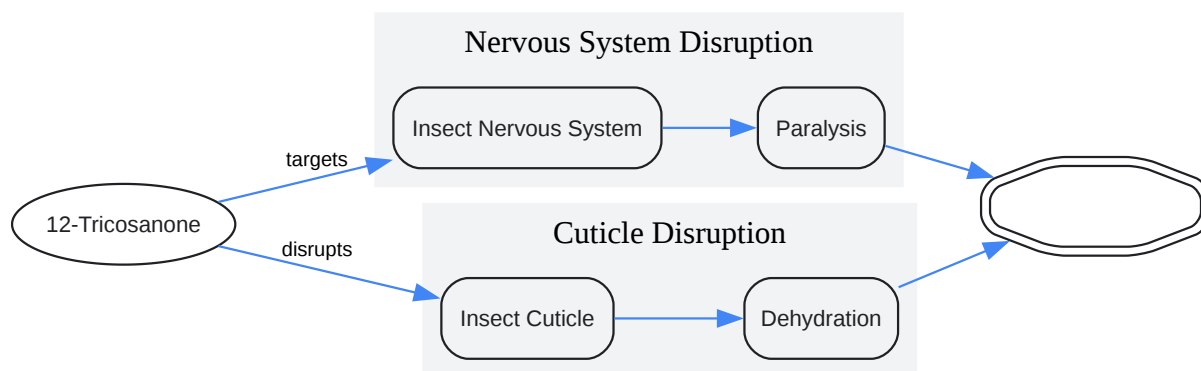 Nervous System Disruption
Insect Nervous System
Paralysis
targets
12-Tricosanone
disrupts
Cuticle Disruption
Insect Cuticle
Dehydration